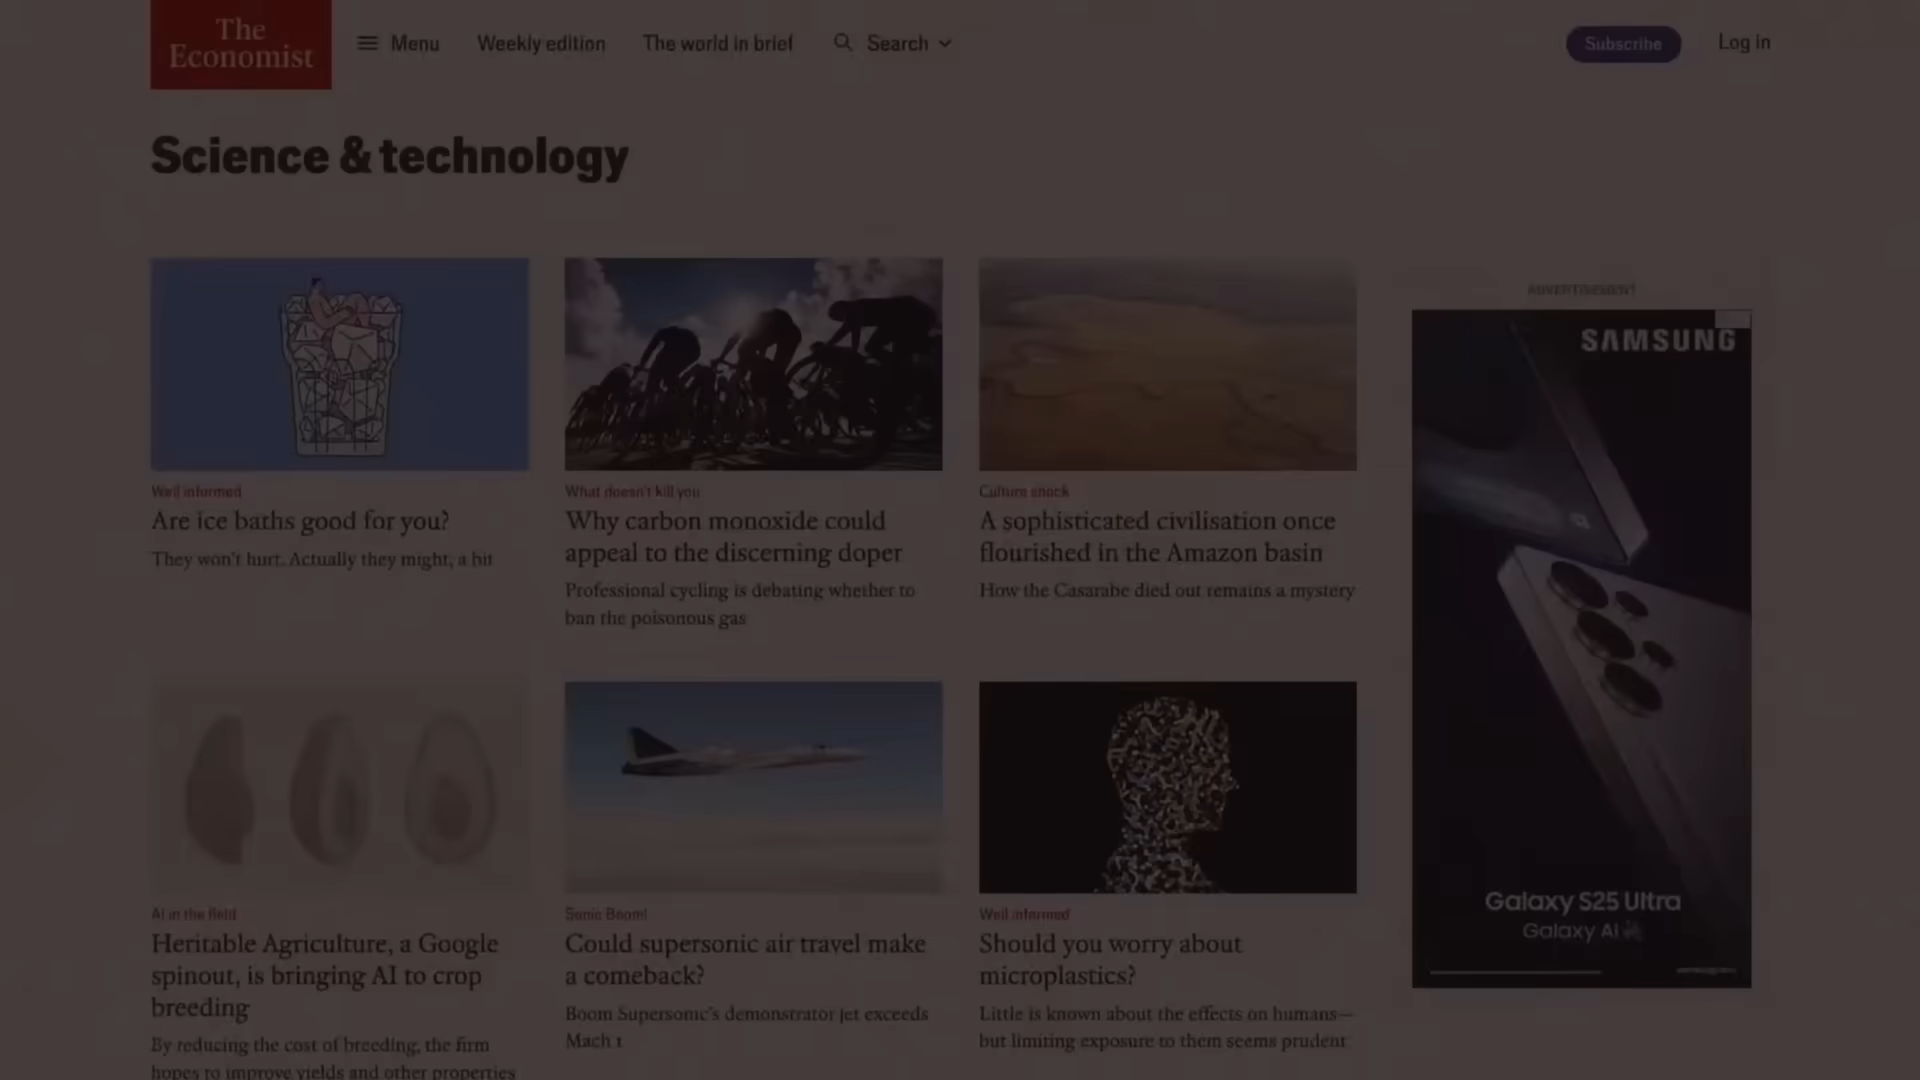 The
Economist
Menu
Weekly edition
The world in brief
Search
Subscribe
Log in
Science & technology
Well informed
Are ice baths good for you?
They won't hurt. Actually they might, a bit
What doesn't kill you
Why carbon monoxide could
appeal to the discerning doper
Professional cycling is debating whether to
ban the poisonous gas
Culture shock
A sophisticated civilisation once
flourished in the Amazon basin
How the Casarabe died out remains a mystery
ADVERTISEMENT
SAMSUNG
Galaxy S25 Ultra
Galaxy AI
AI in the field
Heritable Agriculture, a Google
spinout, is bringing AI to crop
breeding
By reducing the cost of breeding, the firm
hopes to improve yields and other properties
Sonic Boom!
Could supersonic air travel make
a comeback?
Boom Supersonic's demonstrator jet exceeds
Mach 1
Well informed
Should you worry about
microplastics?
Little is known about the effects on humans—
but limiting exposure to them seems prudent